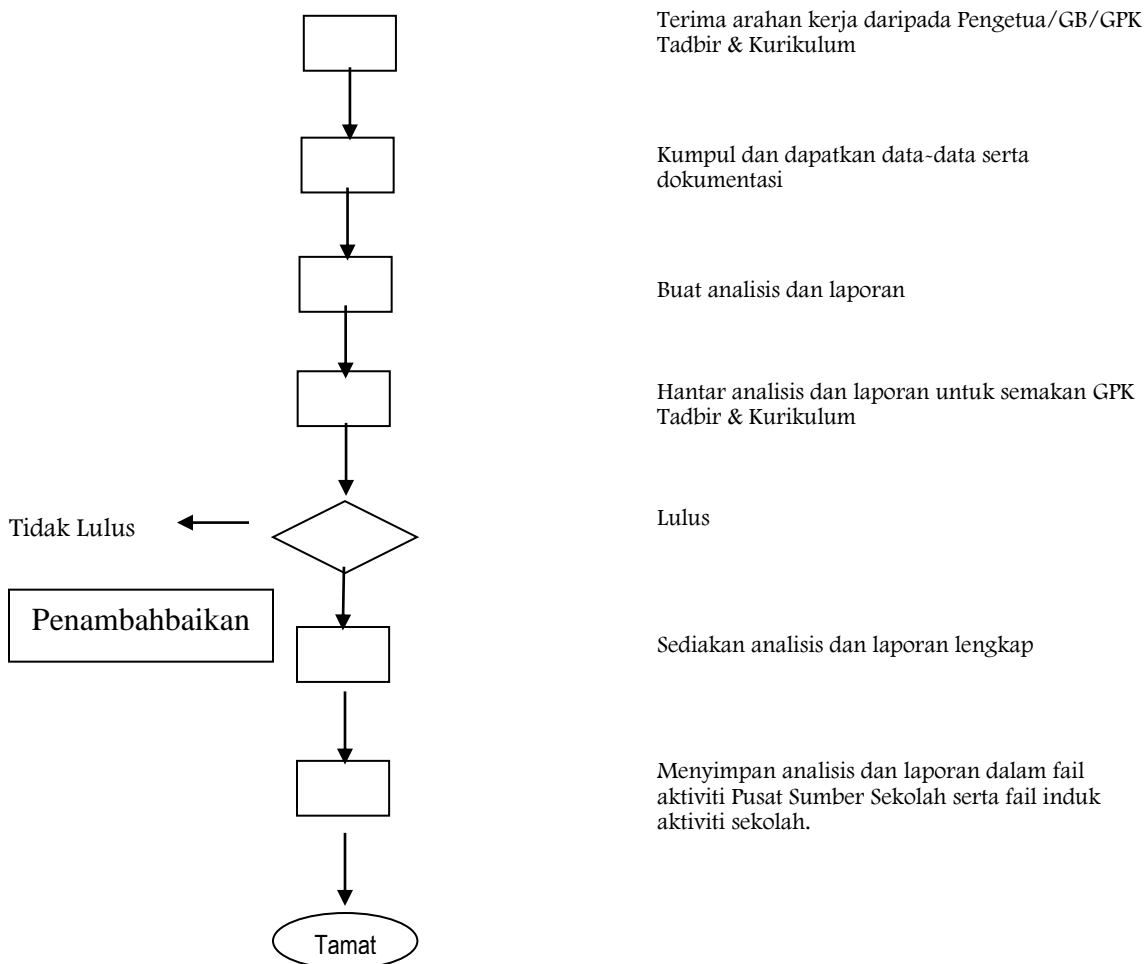 Terima arahan kerja daripada Pengetua/GB/GPK
Tadbir & Kurikulum
Kumpul dan dapatkan data-data serta
dokumentasi
Buat analisis dan laporan
Hantar analisis dan laporan untuk semakan GPK
Tadbir & Kurikulum
Tidak Lulus
Lulus
Penambahbaikan
Sediakan analisis dan laporan lengkap
Menyimpan analisis dan laporan dalam fail
aktiviti Pusat Sumber Sekolah serta fail induk
aktiviti sekolah.
Tamat